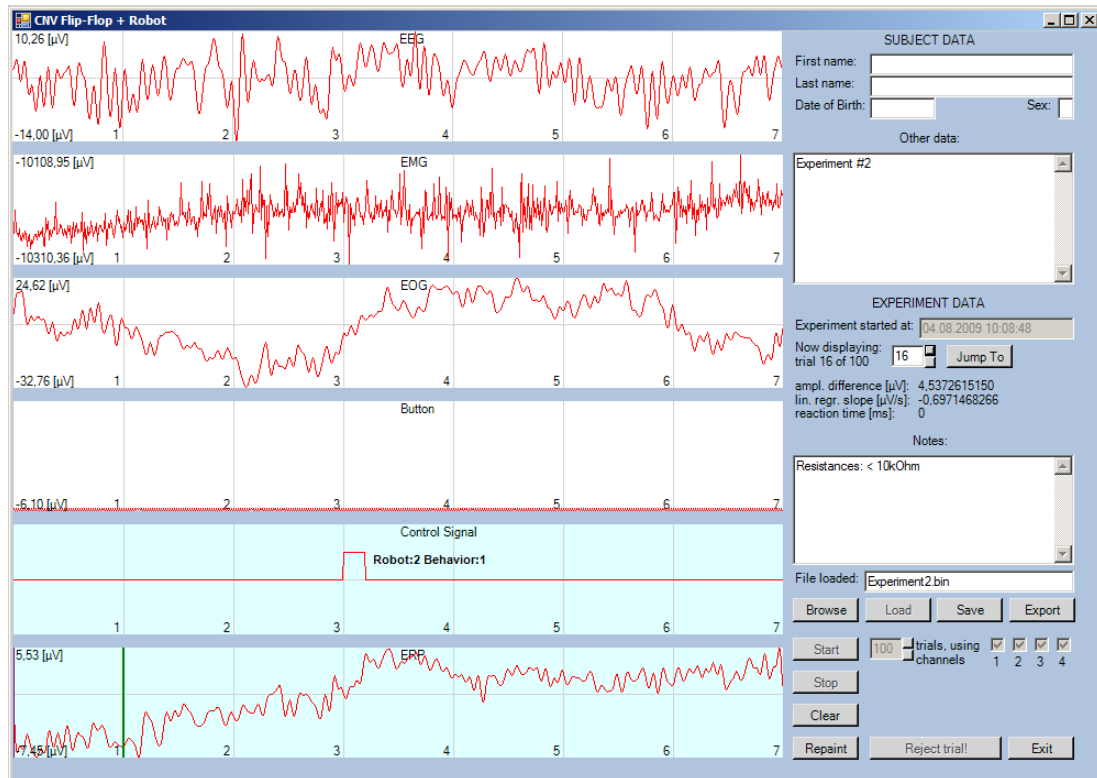 CNV Flip-Flop + Robot
10,26 [µV]
EEG
-14,00 [µV]
1 2 3 4 5 6 7
-10108,95 [µV]
EMG
-10310,36 [µV]
1 2 3 4 5 6 7
24,62 [µV]
EOG
-32,76 [µV]
1 2 3 4 5 6 7
Button
-6,10 [µV]
1 2 3 4 5 6 7
Control Signal
Robot:2 Behavior:1
1 2 3 4 5 6 7
5,53 [µV]
ERP
-7,45 [µV]
1 2 3 4 5 6 7
SUBJECT DATA
First name:
Last name:
Date of Birth: Sex:
Other data:
Experiment #2
EXPERIMENT DATA
Experiment started at: 04.08.2009 10:08:48
Now displaying:
trial 16 of 100 16 Jump To
ampl. difference [µV]: 4,5372615150
lin. regr. slope [µV/s]: -0,6971468266
reaction time [ms]: 0
Notes:
Resistances: < 10kOhm
File loaded: Experiment2.bin
Browse Load Save Export
Start 100 trials, using
channels 1 2 3 4
Stop
Clear
Repaint Reject trial! Exit